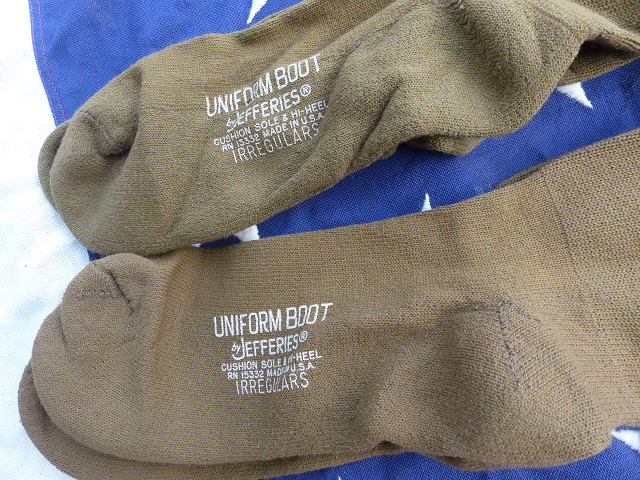 UNIFORM BOOT
by JEFFERIES®
CUSHION SOLE & HI-HEEL
RN 15332 MADE IN U.S.A.
IRREGULARS
UNIFORM BOOT
by JEFFERIES®
CUSHION SOLE & HI-HEEL
RN 15332 MADE IN U.S.A.
IRREGULARS